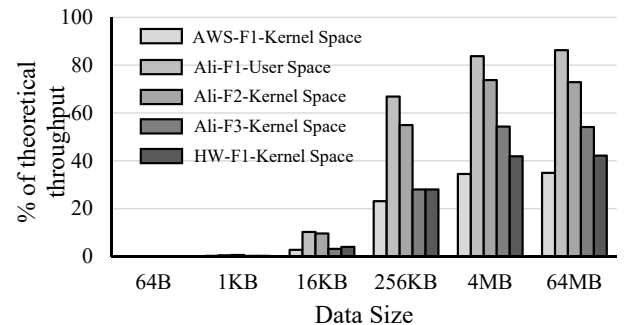 100
80
60
40
20
0
% of theoretical
throughput
AWS-F1-Kernel Space
Ali-F1-User Space
Ali-F2-Kernel Space
Ali-F3-Kernel Space
HW-F1-Kernel Space
64B 1KB 16KB 256KB 4MB 64MB
Data Size